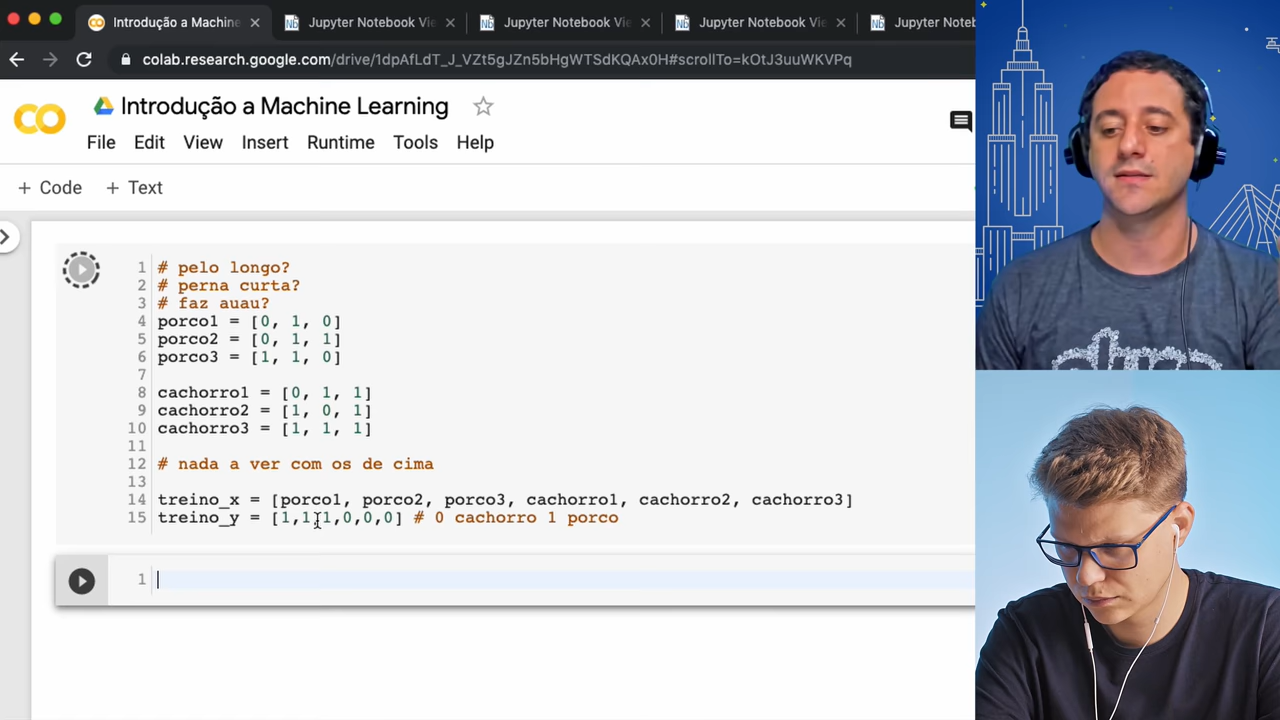 Introdução a Machine
Jupyter Notebook Vie
Jupyter Notebook Vie
Jupyter Notebook Vie
Jupyter Noteb
colab.research.google.com/drive/1dpAfLdT_J_VZt5gJZn5bHgWTSdKQAx0H#scrollTo=kOtJ3uuWKVPq
CO
Introdução a Machine Learning
File Edit View Insert Runtime Tools Help
+ Code + Text
1 # pelo longo?
2 # perna curta?
3 # faz auau?
4 porco1 = [0, 1, 0]
5 porco2 = [0, 1, 1]
6 porco3 = [1, 1, 0]
7
8 cachorro1 = [0, 1, 1]
9 cachorro2 = [1, 0, 1]
10 cachorro3 = [1, 1, 1]
11
12 # nada a ver com os de cima
13
14 treino_x = [porco1, porco2, porco3, cachorro1, cachorro2, cachorro3]
15 treino_y = [1,1,1,0,0,0] # 0 cachorro 1 porco
1